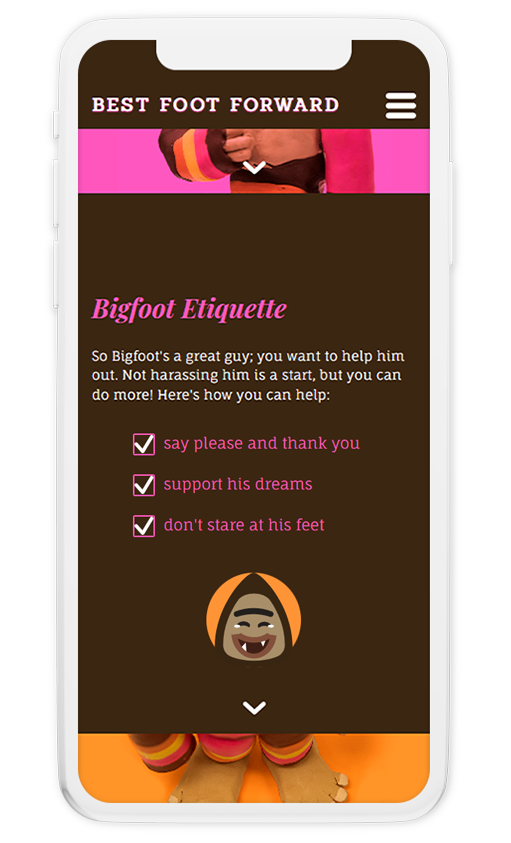 BEST FOOT FORWARD
Bigfoot Etiquette
So Bigfoot's a great guy; you want to help him
out. Not harassing him is a start, but you can
do more! Here's how you can help:
say please and thank you
support his dreams
don't stare at his feet